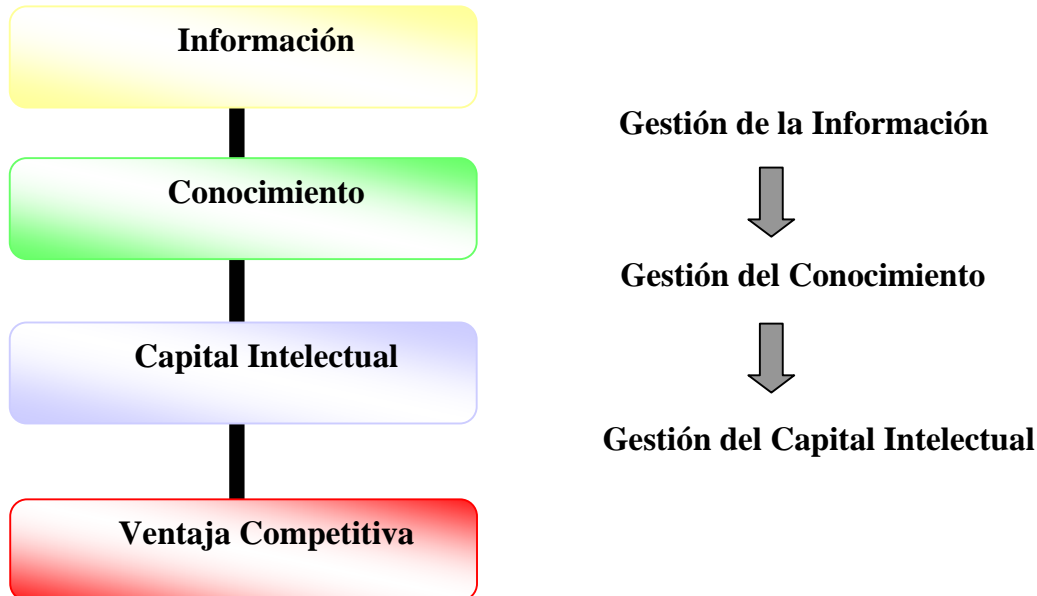 Información
Gestión de la Información
Conocimiento
Gestión del Conocimiento
Capital Intelectual
Gestión del Capital Intelectual
Ventaja Competitiva